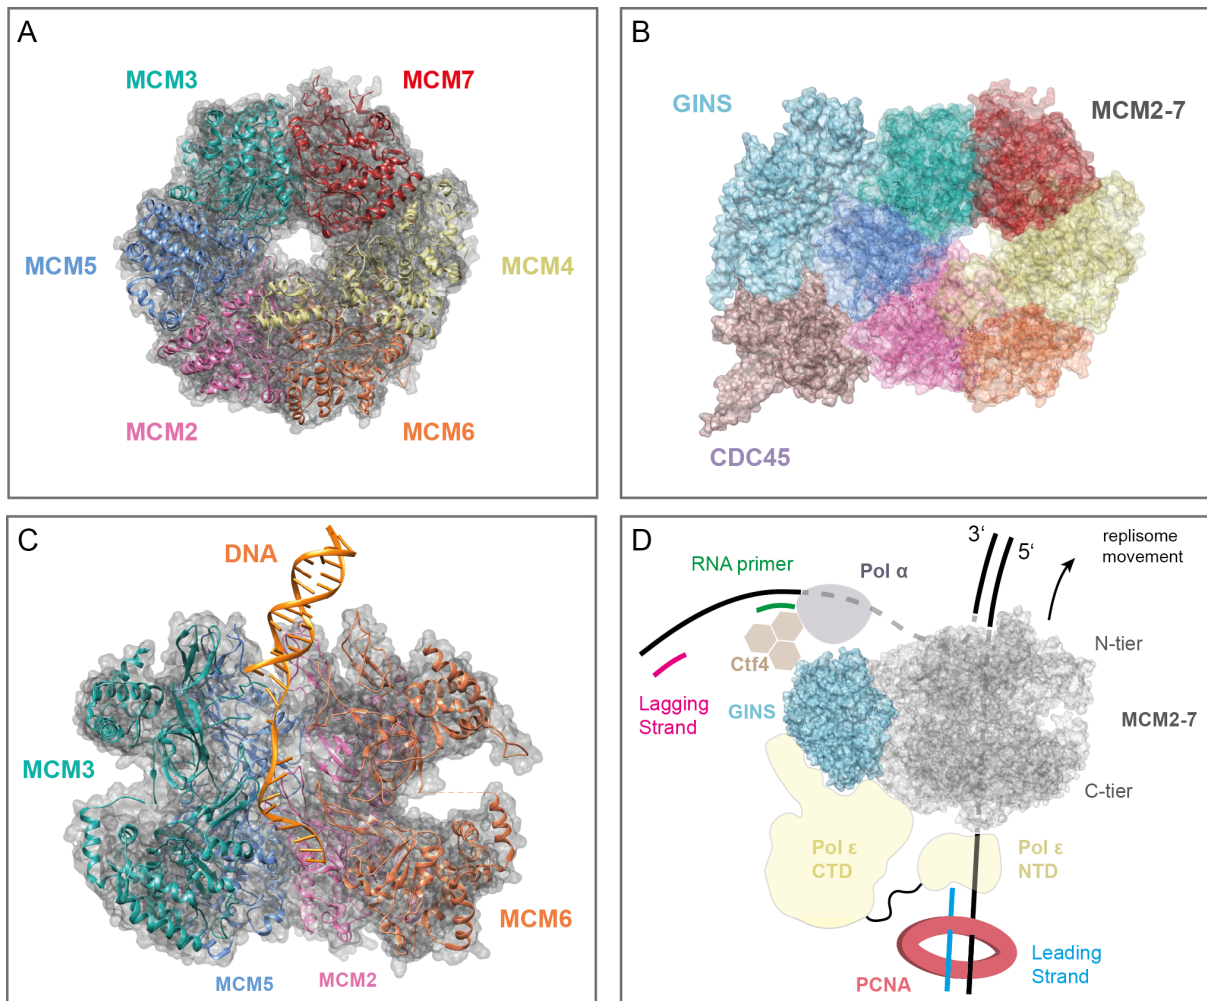 A
MCM3
MCM7
MCM5
MCM4
MCM2
MCM6
B
GINS
MCM2-7
CDC45
C
DNA
MCM3
MCM6
MCM5
MCM2
D
3‘
5‘
replisome
movement
RNA primer
Pol α
N-tier
Ctf4
Lagging
Strand
GINS
MCM2-7
C-tier
Pol ε
CTD
Pol ε
NTD
Leading
Strand
PCNA